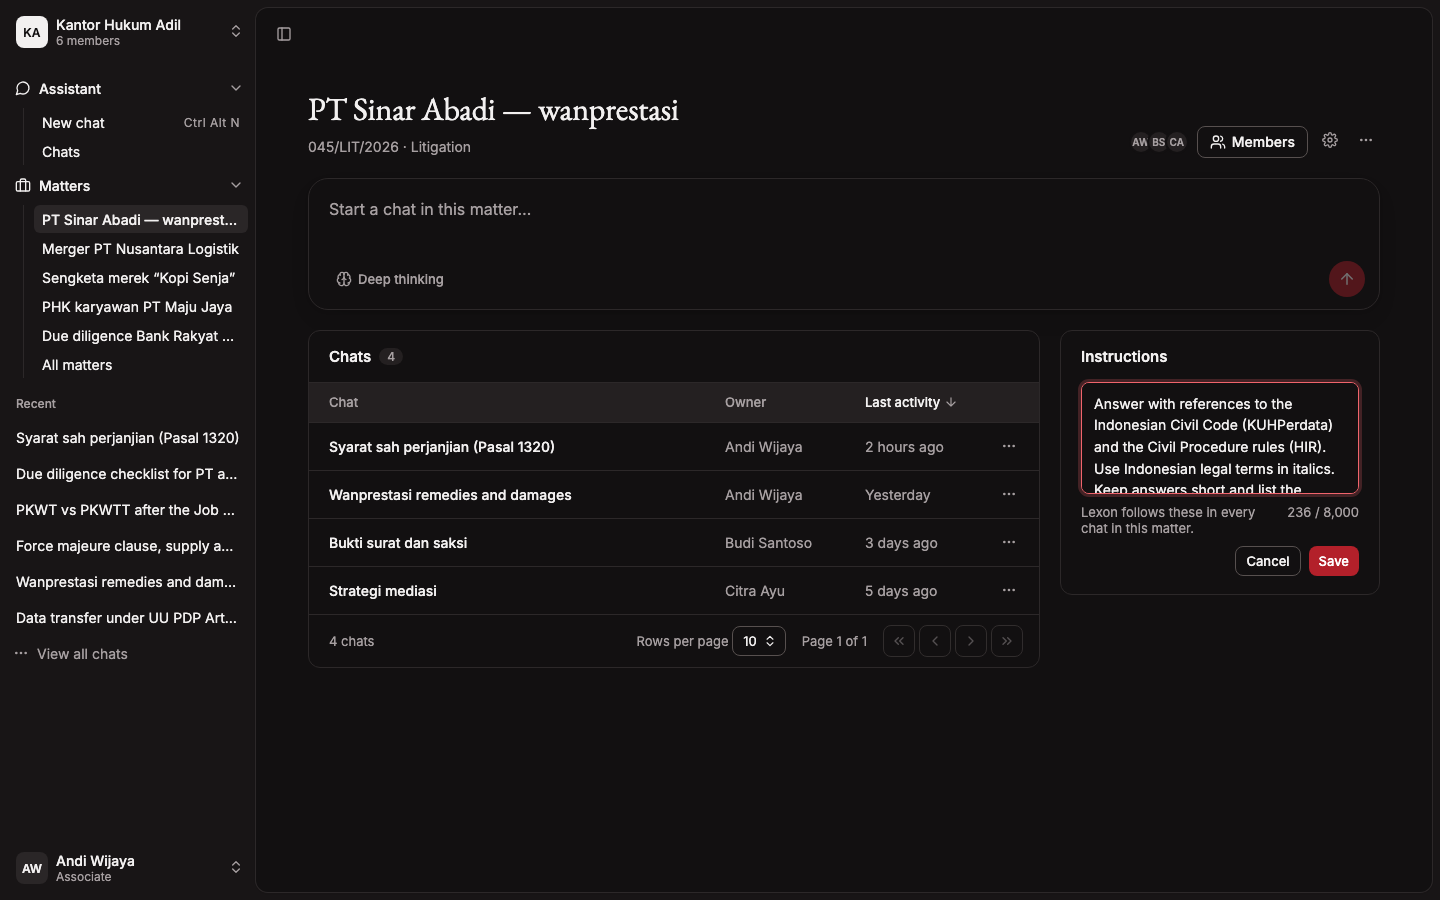 KA
Kantor Hukum Adil
6 members
Assistant
New chat
Ctrl Alt N
Chats
Matters
PT Sinar Abadi — wanprest...
Merger PT Nusantara Logistik
Sengketa merek “Kopi Senja”
PHK karyawan PT Maju Jaya
Due diligence Bank Rakyat ...
All matters
Recent
Syarat sah perjanjian (Pasal 1320)
Due diligence checklist for PT a...
PKWT vs PKWTT after the Job ...
Force majeure clause, supply a...
Wanprestasi remedies and dam...
Data transfer under UU PDP Art...
View all chats
AW
Andi Wijaya
Associate
PT Sinar Abadi — wanprestasi
045/LIT/2026 · Litigation
AW BS CA
Members
Start a chat in this matter...
Deep thinking
Chats 4
Chat Owner Last activity
Syarat sah perjanjian (Pasal 1320) Andi Wijaya 2 hours ago
Wanprestasi remedies and damages Andi Wijaya Yesterday
Bukti surat dan saksi Budi Santoso 3 days ago
Strategi mediasi Citra Ayu 5 days ago
4 chats Rows per page 10 Page 1 of 1
Instructions
Answer with references to the
Indonesian Civil Code (KUHPerdata)
and the Civil Procedure rules (HIR).
Use Indonesian legal terms in italics.
Keep answers short and list the
Lexon follows these in every
chat in this matter.
236 / 8,000
Cancel
Save